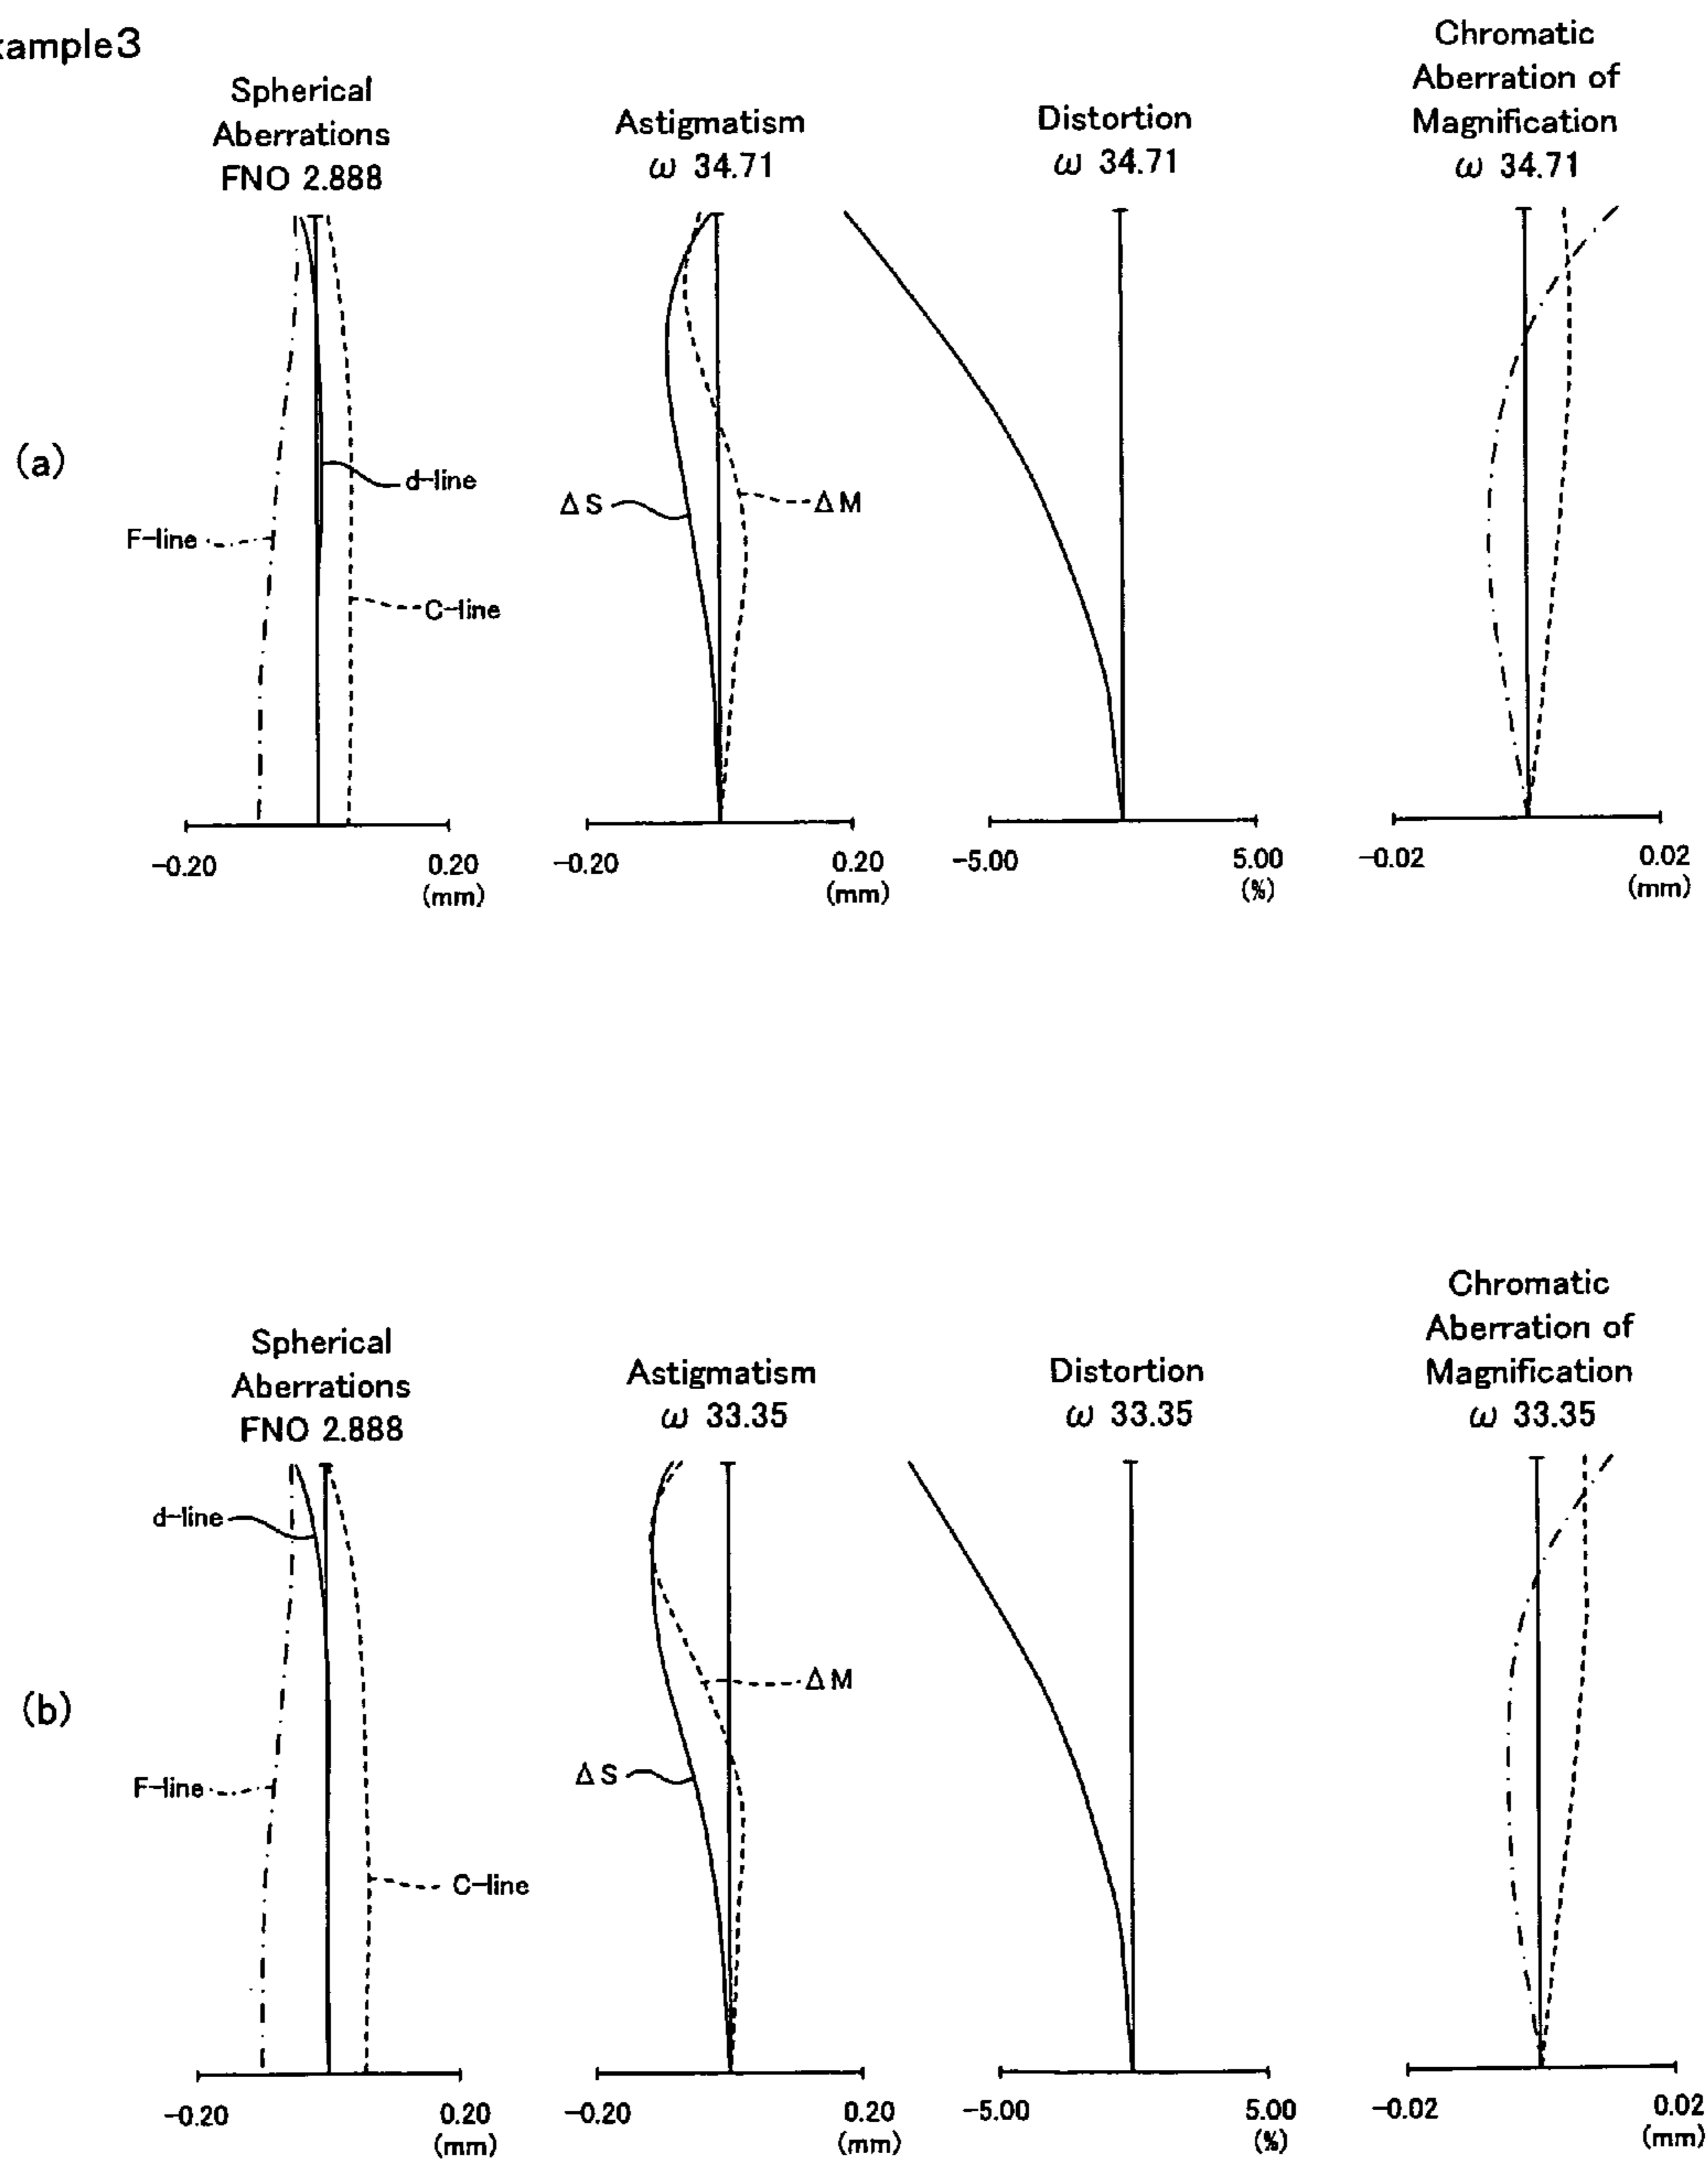 xample3
Spherical
Aberrations
FNO 2.888
Astigmatism
ω 34.71
Distortion
ω 34.71
Chromatic
Aberration of
Magnification
ω 34.71
(a)
d-line
F-line
C-line
ΔS
ΔM
-0.20
0.20
(mm)
-0.20
0.20
(mm)
-5.00
5.00
(%)
-0.02
0.02
(mm)
Spherical
Aberrations
FNO 2.888
Astigmatism
ω 33.35
Distortion
ω 33.35
Chromatic
Aberration of
Magnification
ω 33.35
(b)
d-line
F-line
C-line
ΔM
ΔS
-0.20
0.20
(mm)
-0.20
0.20
(mm)
-5.00
5.00
(%)
-0.02
0.02
(mm)